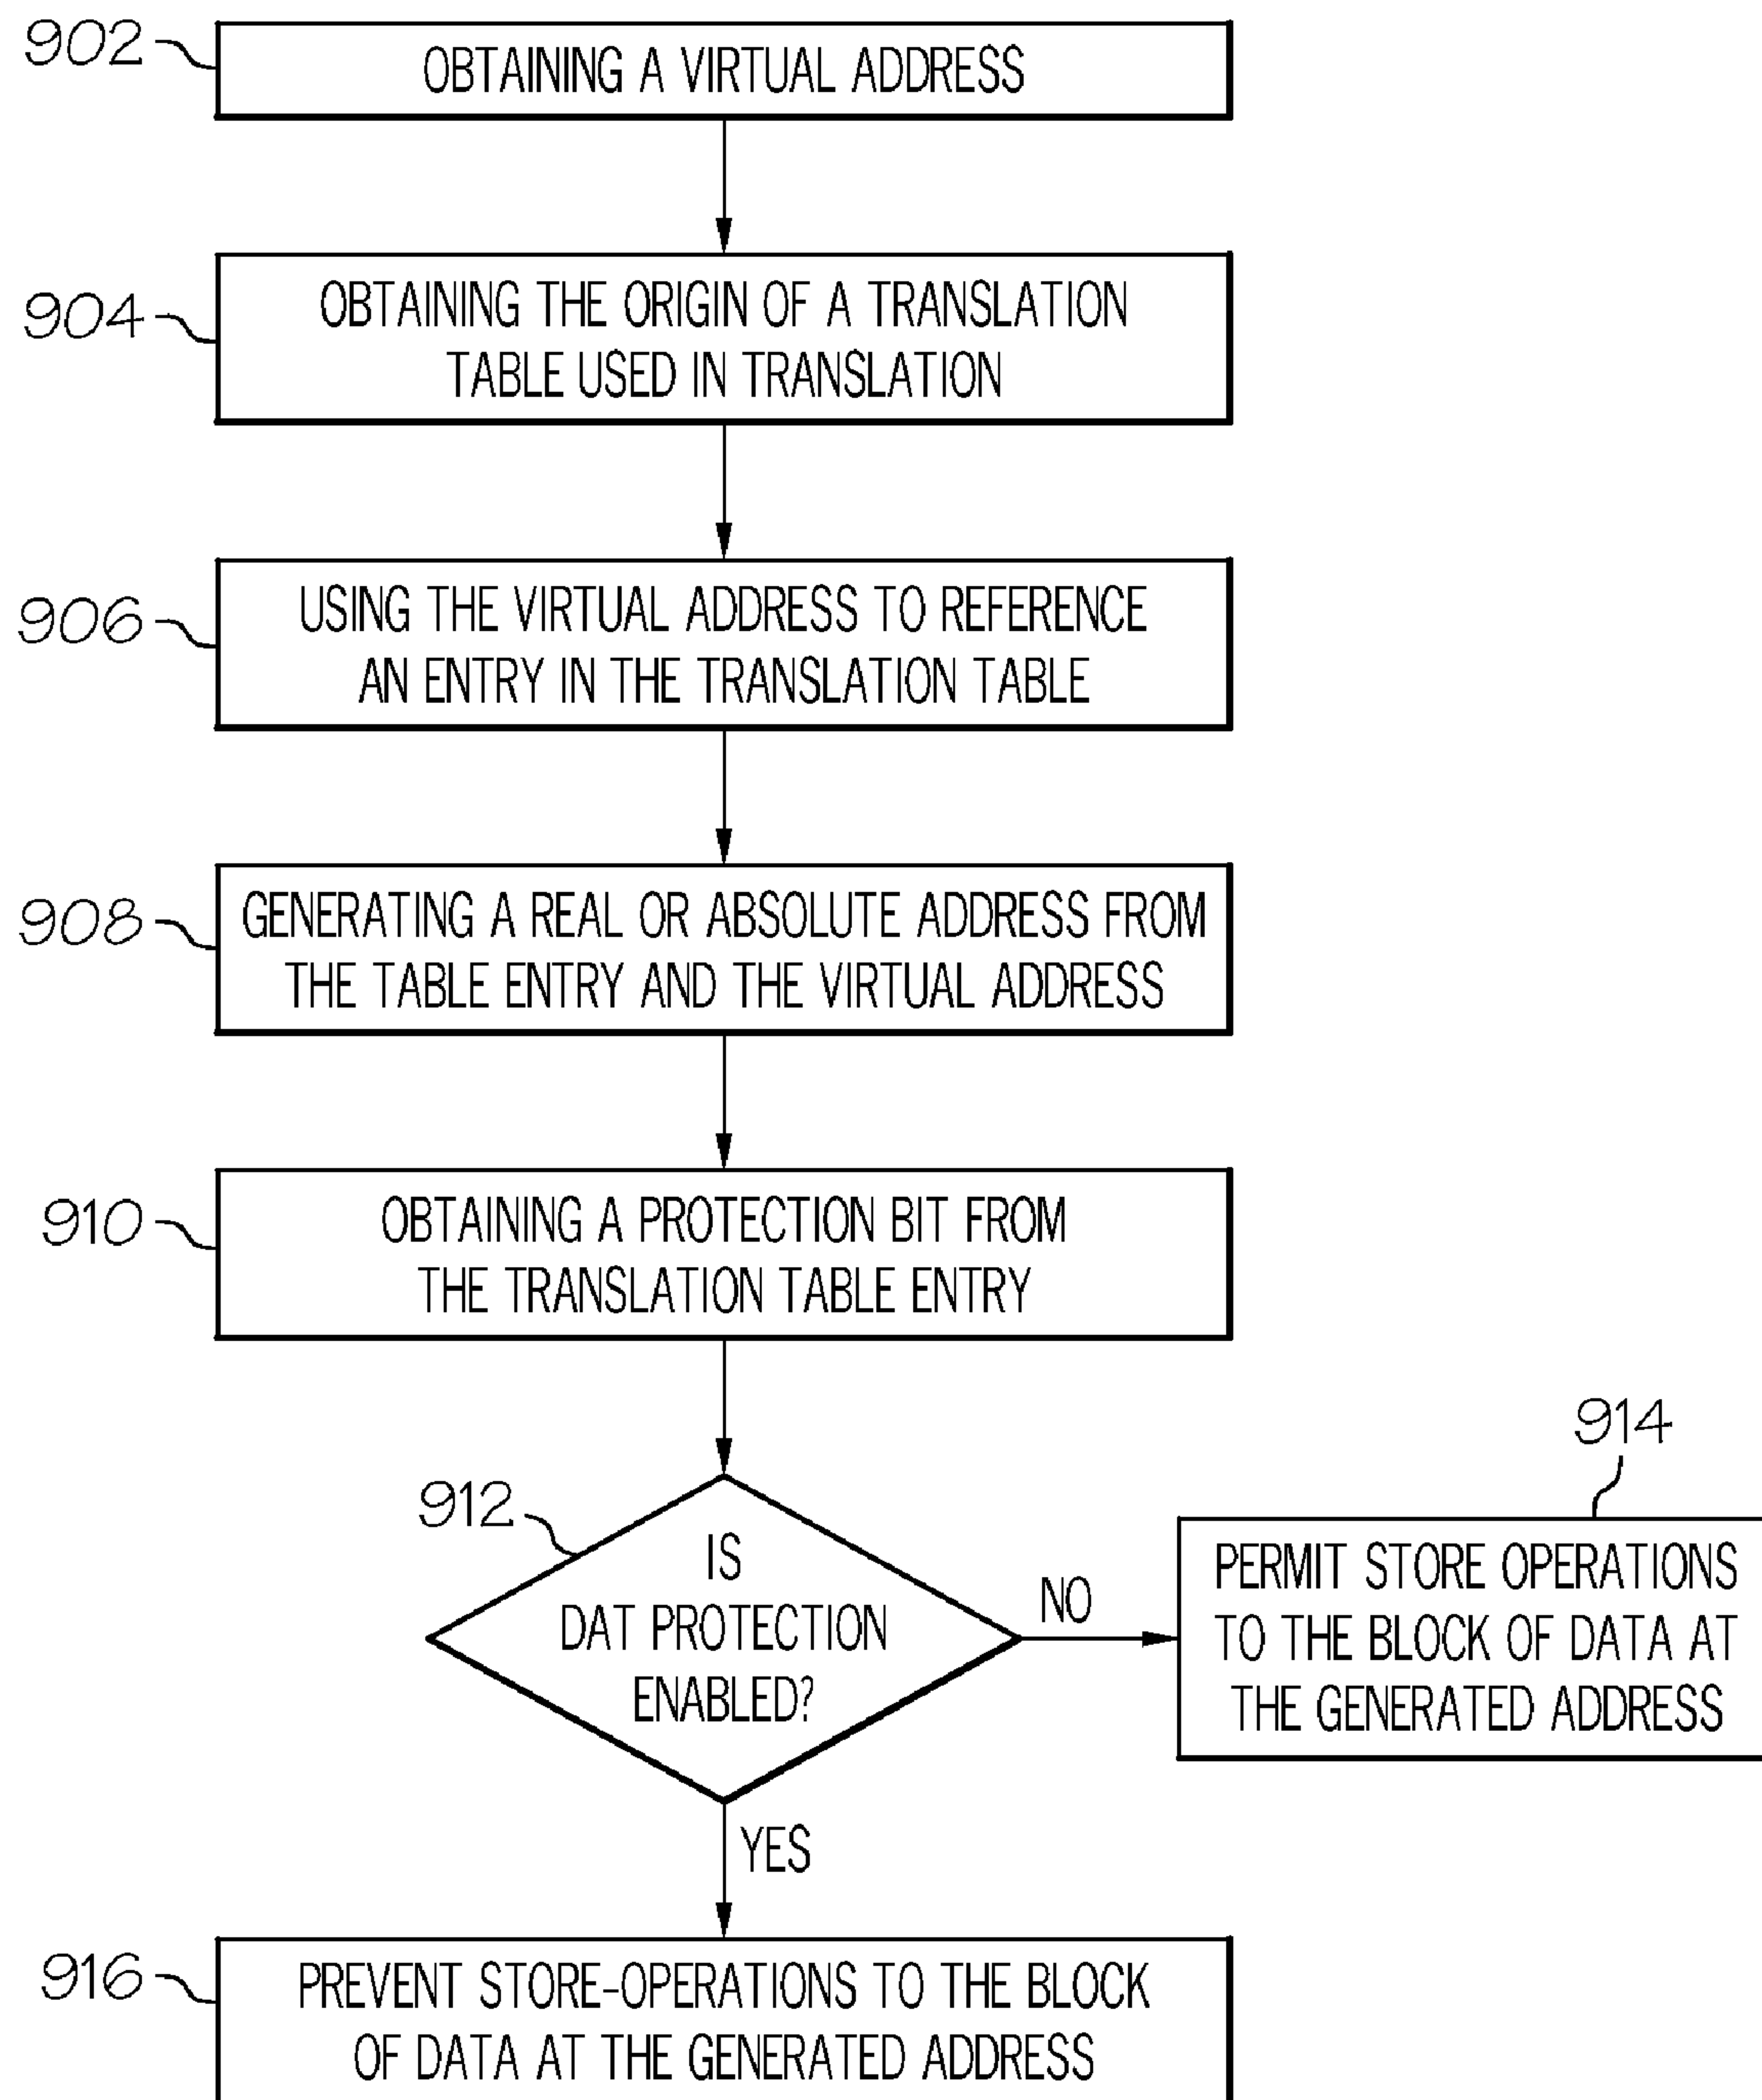 902
OBTAINING A VIRTUAL ADDRESS
904
OBTAINING THE ORIGIN OF A TRANSLATION
TABLE USED IN TRANSLATION
906
USING THE VIRTUAL ADDRESS TO REFERENCE
AN ENTRY IN THE TRANSLATION TABLE
908
GENERATING A REAL OR ABSOLUTE ADDRESS FROM
THE TABLE ENTRY AND THE VIRTUAL ADDRESS
910
OBTAINING A PROTECTION BIT FROM
THE TRANSLATION TABLE ENTRY
912
IS
DAT PROTECTION
ENABLED?
NO
914
PERMIT STORE OPERATIONS
TO THE BLOCK OF DATA AT
THE GENERATED ADDRESS
YES
916
PREVENT STORE-OPERATIONS TO THE BLOCK
OF DATA AT THE GENERATED ADDRESS